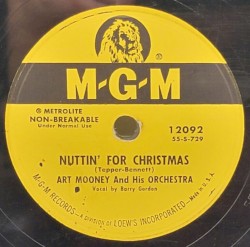 M-G-M
® METROLITE
NON-BREAKABLE
Under Normal Use
12092
55-S-729
NUTTIN' FOR CHRISTMAS
(Tepper-Bennett)
ART MOONEY And His ORCHESTRA
Vocal by Barry Gordon
M-G-M RECORDS—A DIVISION OF LOEW'S INCORPORATED—Made in U.S.A.